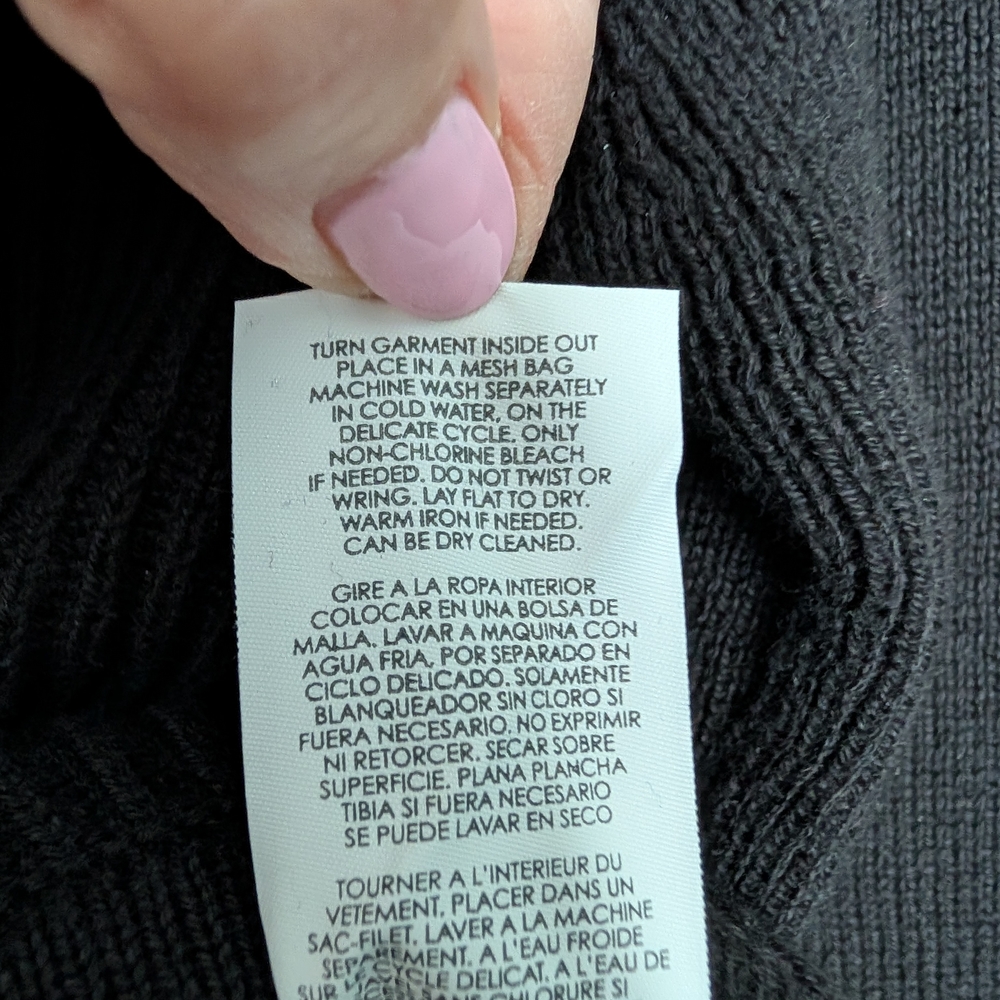 TURN GARMENT INSIDE OUT
PLACE IN A MESH BAG
MACHINE WASH SEPARATELY
IN COLD WATER, ON THE
DELICATE CYCLE. ONLY
NON-CHLORINE BLEACH
IF NEEDED. DO NOT TWIST OR
WRING. LAY FLAT TO DRY.
WARM IRON IF NEEDED.
CAN BE DRY CLEANED.
GIRE A LA ROPA INTERIOR
COLOCAR EN UNA BOLSA DE
MALLA. LAVAR A MAQUINA CON
AGUA FRIA, POR SEPARADO EN
CICLO DELICADO. SOLAMENTE
BLANQUEADOR SIN CLORO SI
FUERA NECESARIO. NO EXPRIMIR
NI RETORCER. SECAR SOBRE
SUPERFICIE. PLANA PLANCHA
TIBIA SI FUERA NECESARIO
SE PUEDE LAVAR EN SECO
TOURNER A L'INTERIEUR DU
VETEMENT. PLACER DANS UN
SAC-FILET. LAVER A LA MACHINE
A L'EAU FROIDE
DELICAT. A L'EAU DE
SUR CHLORURE SI